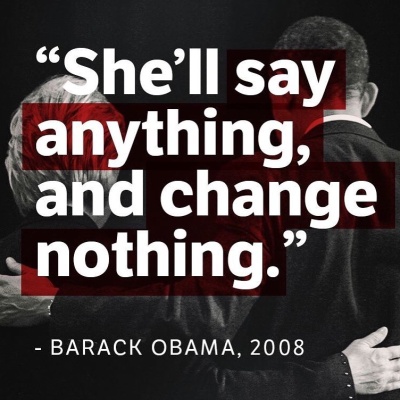 “She’ll say
anything,
and change
nothing.”
- BARACK OBAMA, 2008